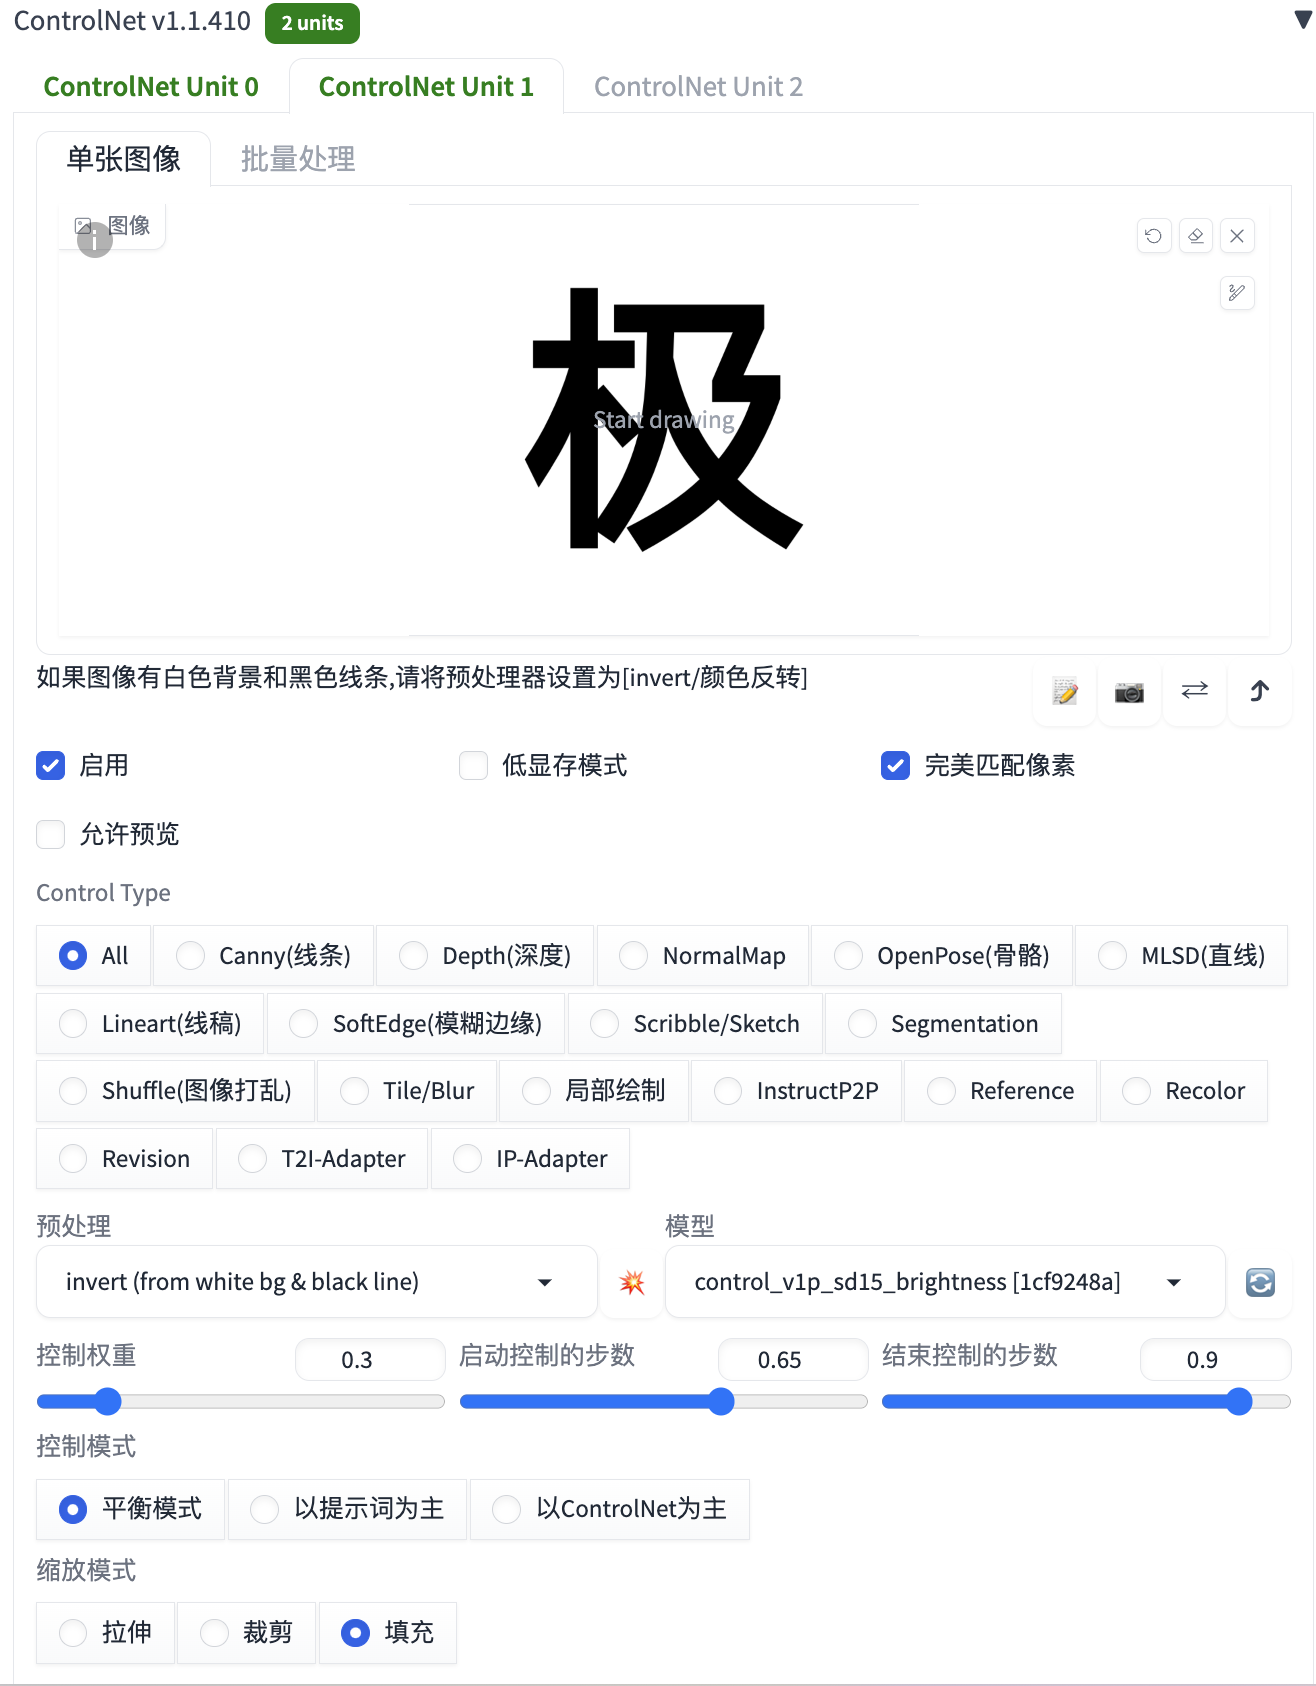 ControlNet v1.1.410 2 units
ControlNet Unit 0 ControlNet Unit 1 ControlNet Unit 2
单张图像 批量处理
图像
极
Start drawing
如果图像有白色背景和黑色线条,请将预处理器设置为[invert/颜色反转]
启用 低显存模式 完美匹配像素
允许预览
Control Type
All Canny(线条) Depth(深度) NormalMap OpenPose(骨骼) MLSD(直线)
Lineart(线稿) SoftEdge(模糊边缘) Scribble/Sketch Segmentation
Shuffle(图像打乱) Tile/Blur 局部绘制 InstructP2P Reference Recolor
Revision T2I-Adapter IP-Adapter
预处理 模型
invert (from white bg & black line) control_v1p_sd15_brightness [1cf9248a]
控制权重 0.3 启动控制的步数 0.65 结束控制的步数 0.9
控制模式
平衡模式 以提示词为主 以ControlNet为主
缩放模式
拉伸 裁剪 填充